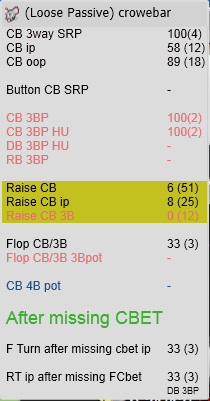 (Loose Passive) crowebar
CB 3way SRP 100(4)
CB ip 58 (12)
CB oop 89 (18)
Button CB SRP -
CB 3BP 100(2)
CB 3BP HU 100(2)
DB 3BP HU -
RB 3BP -
Raise CB 6 (51)
Raise CB ip 8 (25)
Raise CB 3B 0 (12)
Flop CB/3B 33 (3)
Flop CB/3B 3Bpot -
CB 4B pot -
After missing CBET
F Turn after missing cbet ip 33 (3)
RT ip after missing FCbet 33 (3)
DB 3BP